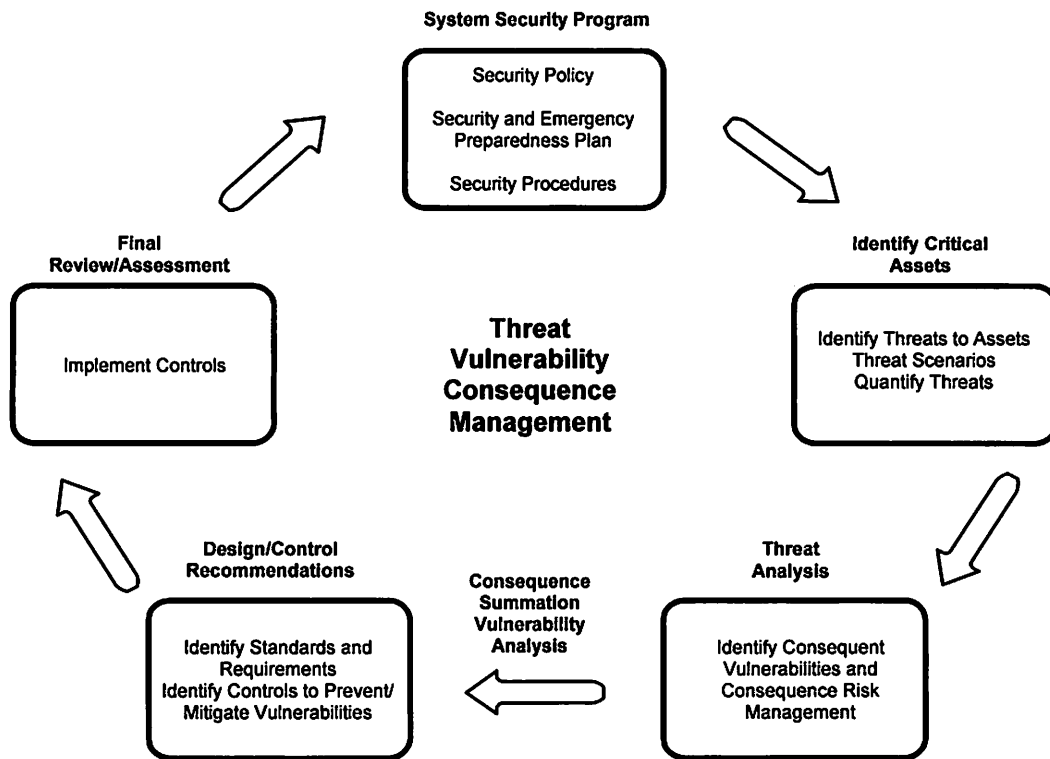 System Security Program
Security Policy
Security and Emergency
Preparedness Plan
Security Procedures
Identify Critical
Assets
Identify Threats to Assets
Threat Scenarios
Quantify Threats
Threat
Analysis
Identify Consequent
Vulnerabilities and
Consequence Risk
Management
Consequence
Summation
Vulnerability
Analysis
Design/Control
Recommendations
Identify Standards and
Requirements
Identify Controls to Prevent/
Mitigate Vulnerabilities
Final
Review/Assessment
Implement Controls
Threat
Vulnerability
Consequence
Management